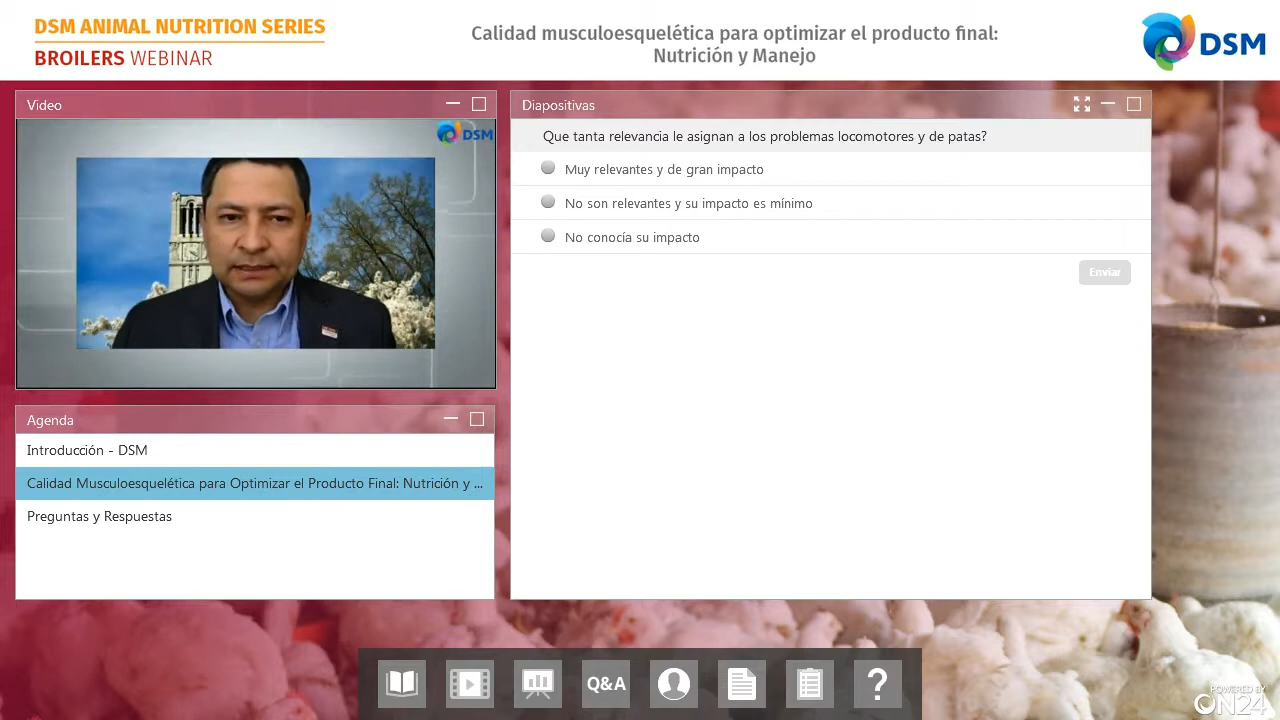 DSM ANIMAL NUTRITION SERIES
BROILERS WEBINAR
Calidad musculoesquelética para optimizar el producto final:
Nutrición y Manejo
DSM
Video
DSM
Diapositivas
Que tanta relevancia le asignan a los problemas locomotores y de patas?
Muy relevantes y de gran impacto
No son relevantes y su impacto es mínimo
No conocía su impacto
Enviar
Agenda
Introducción - DSM
Calidad Musculoesquelética para Optimizar el Producto Final: Nutrición y ...
Preguntas y Respuestas
Q&A
?
POWERED BY
ON24